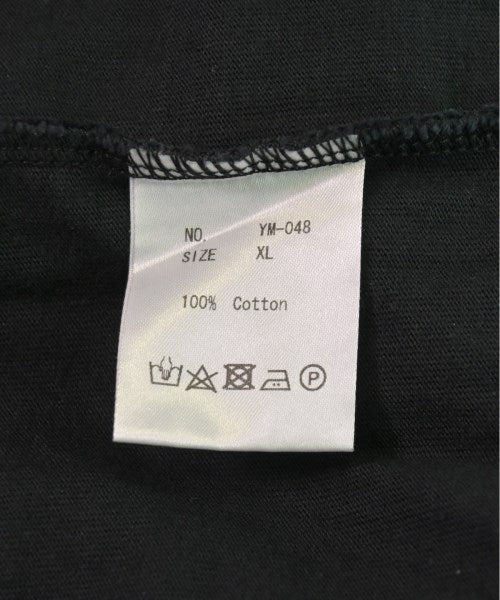 NO. YM-048
SIZE XL
100% Cotton
P